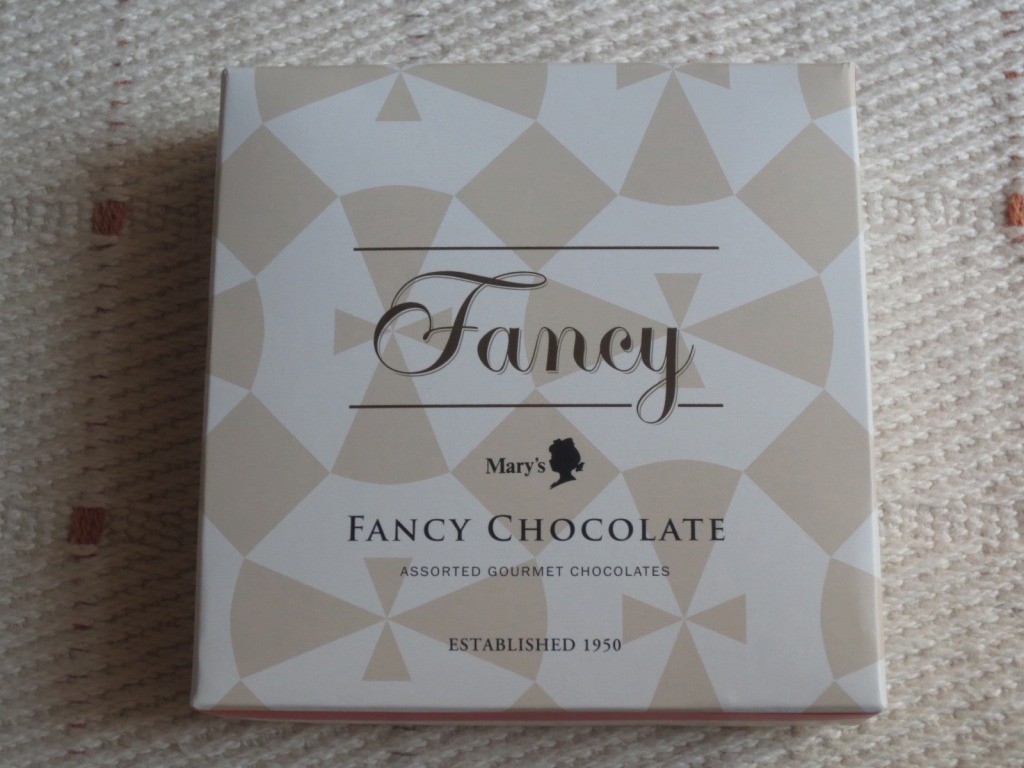 Fancy
Mary's
FANCY CHOCOLATE
ASSORTED GOURMET CHOCOLATES
ESTABLISHED 1950